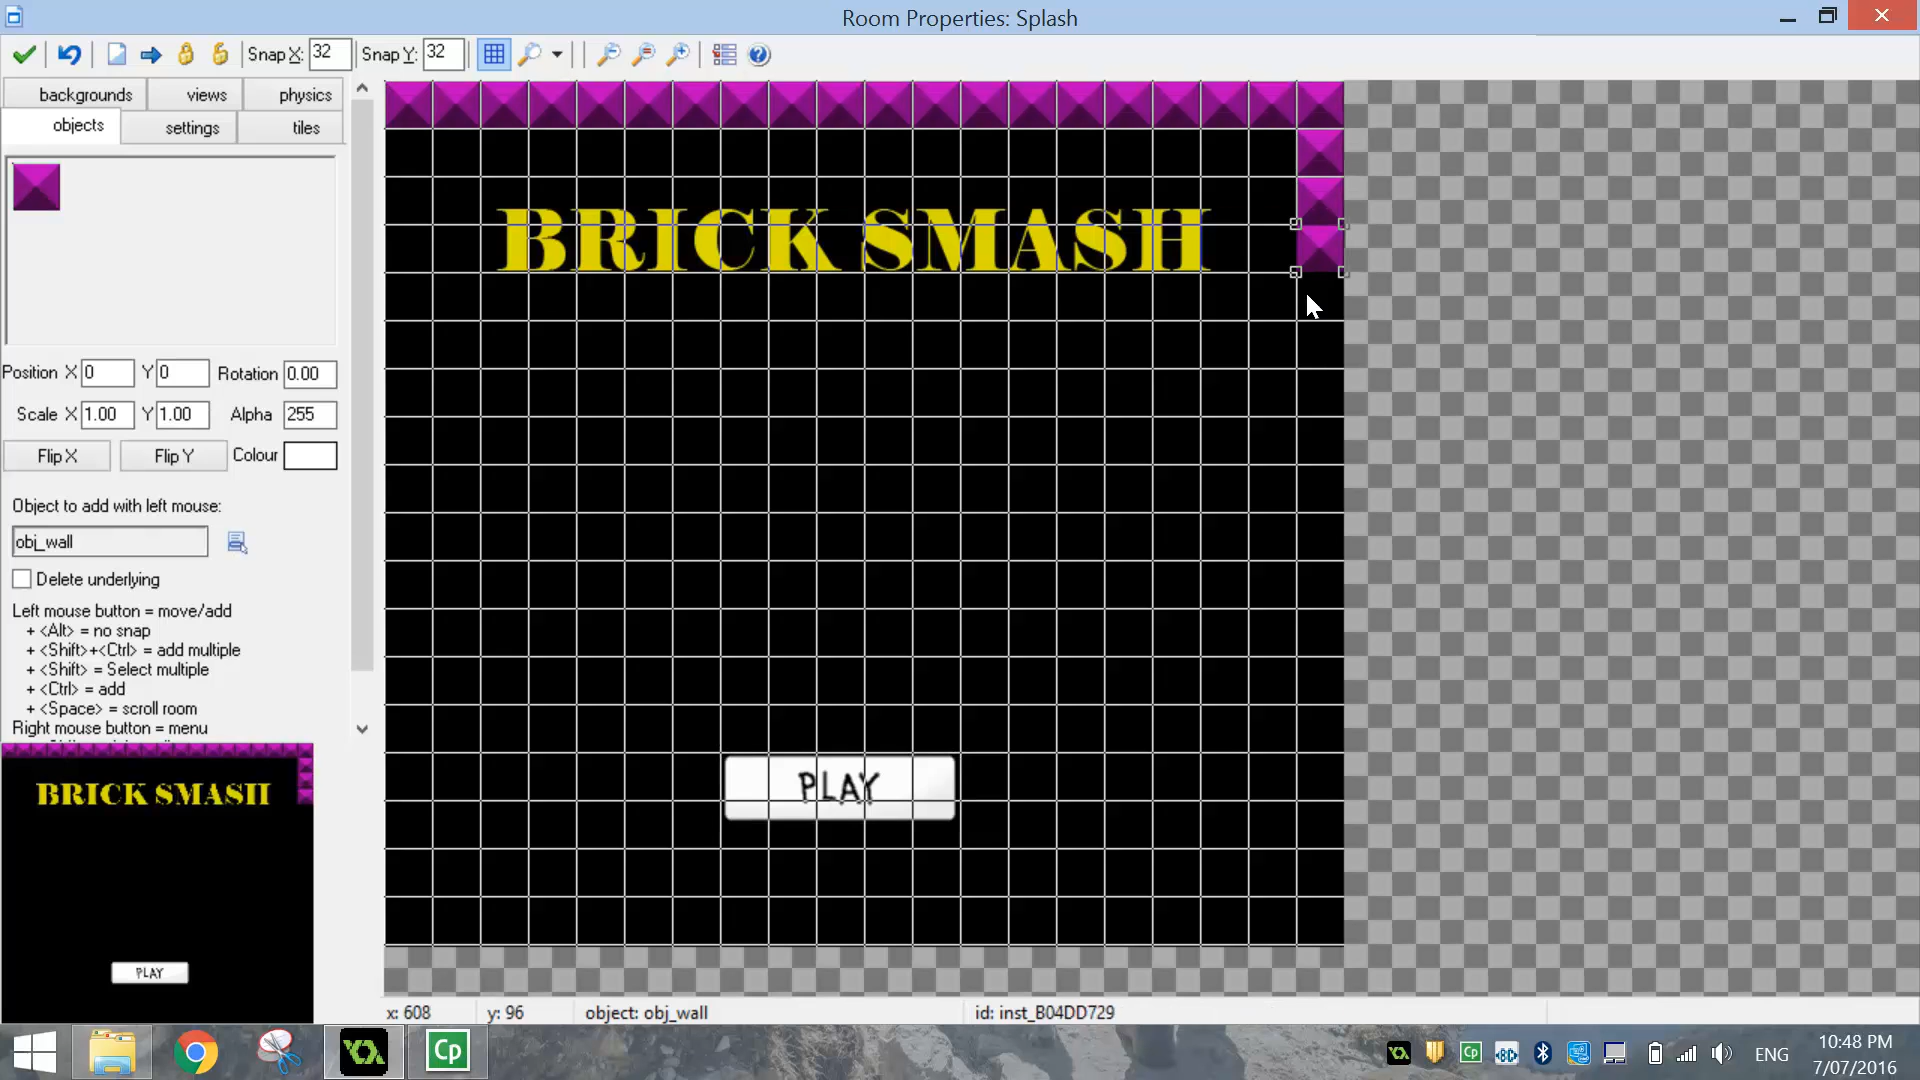 Room Properties: Splash
Snap X: 32 Snap Y: 32
backgrounds views physics
objects settings tiles
BRICK SMASH
Position X 0 Y 0 Rotation 0.00
Scale X 1.00 Y 1.00 Alpha 255
Flip X Flip Y Colour
Object to add with left mouse:
obj_wall
Delete underlying
Left mouse button = move/add
+ <Alt> = no snap
+ <Shift>+<Ctrl> = add multiple
+ <Shift> = Select multiple
+ <Ctrl> = add
+ <Space> = scroll room
Right mouse button = menu
PLAY
BRICK SMASH
PLAY
x: 608 y: 96 object: obj_wall id: inst_B04DD729
Cp
Cp
ENG
10:48 PM
7/07/2016